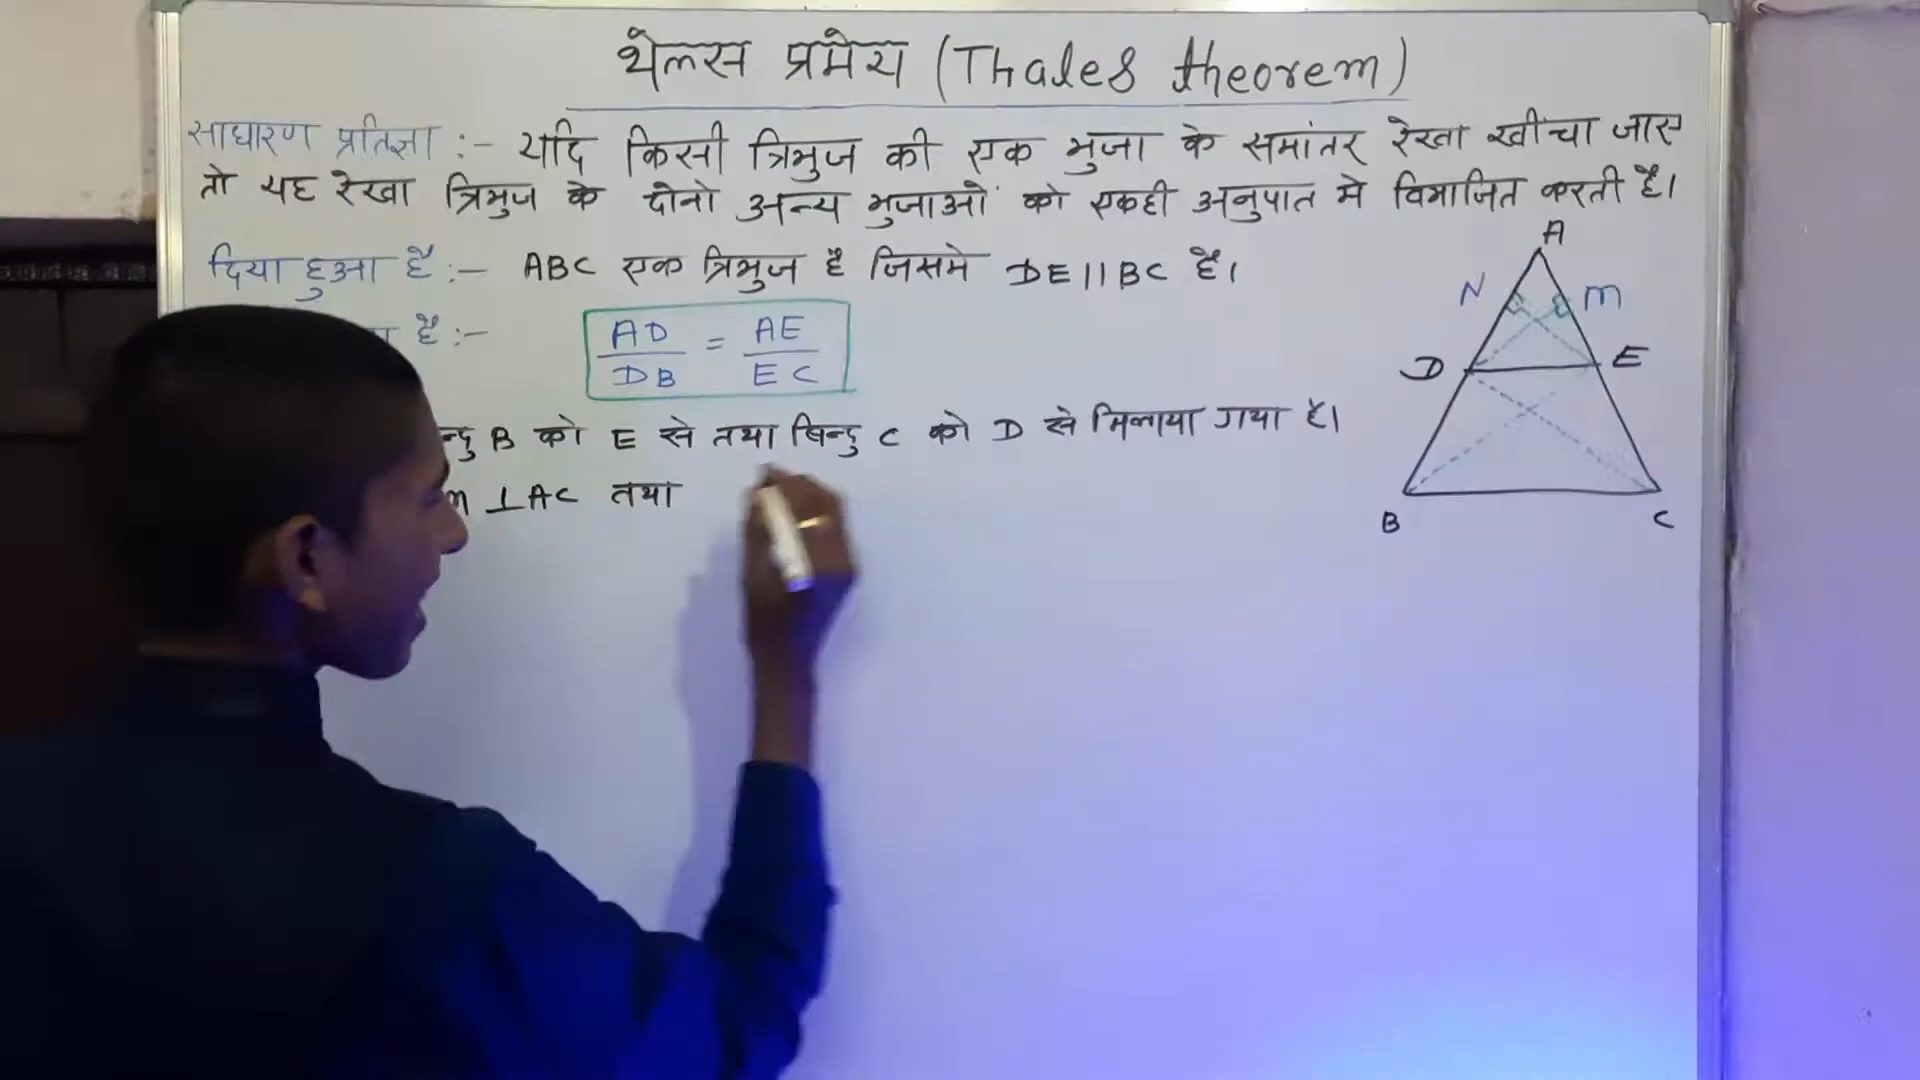 थेल्स प्रमेय (Thales theorem)
साधारण प्रतिज्ञा :- यदि किसी त्रिभुज की एक भुजा के समांतर रेखा खींचा जाए
तो यह रेखा त्रिभुज के दोनो अन्य भुजाओं को एकही अनुपात मे विभाजित करती है।
दिया हुआ है :- ABC एक त्रिभुज है जिसमे DE||BC है।
है :- AD/DB = AE/EC
B को E से तथा बिन्दु C को D से मिलाया गया है।
⊥AC तथा
A
N M
D E
B C